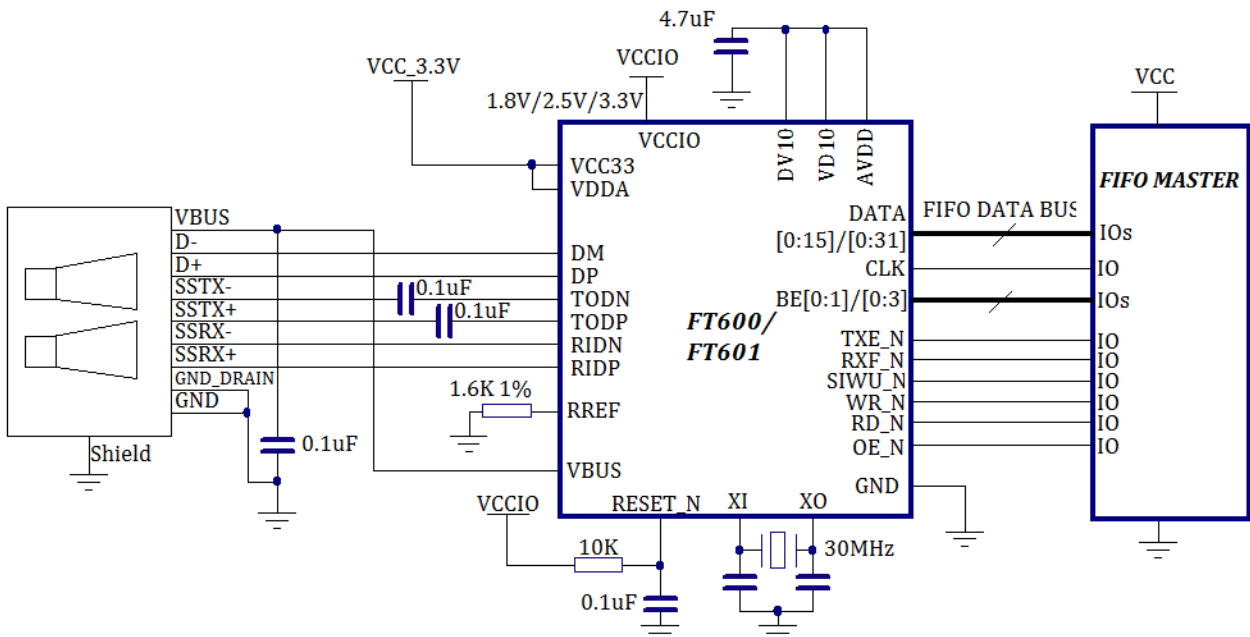 4.7uF
VCCIO
VCC_3.3V
VCC
1.8V/2.5V/3.3V
VCCIO
DV10
VD10
AVDD
VCC33
VDDA
FIFO MASTER
VBUS
D-
D+
SSTX-
SSTX+
SSRX-
SSRX+
GND_DRAIN
GND
Shield
0.1uF
0.1uF
0.1uF
1.6K 1%
DM
DP
TODN
TODP
RIDN
RIDP
RREF
VBUS
FT600/
FT601
DATA
[0:15]/[0:31]
CLK
BE[0:1]/[0:3]
TXE_N
RXF_N
SIWU_N
WR_N
RD_N
OE_N
GND
FIFO DATA BUS
IOs
IO
IOs
IO
IO
IO
IO
IO
IO
VCCIO
RESET_N
XI
XO
10K
30MHz
0.1uF